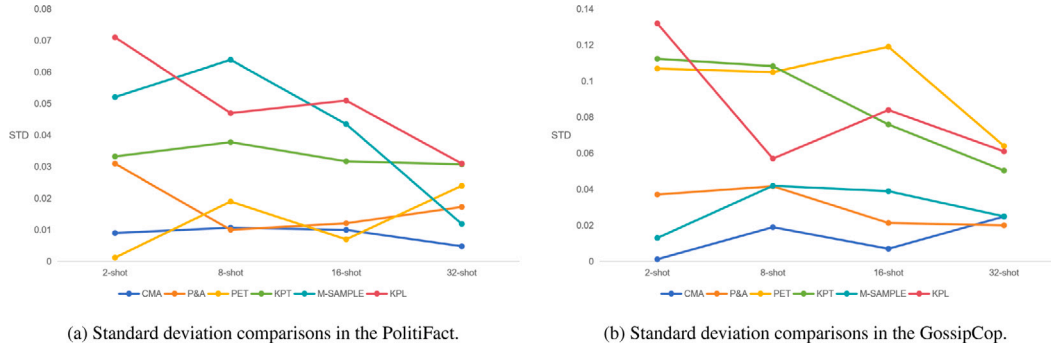 0.08
0.07
0.06
0.05
STD
0.04
0.03
0.02
0.01
0
2-shot 8-shot 16-shot 32-shot
CMA P&A PET KPT M-SAMPLE KPL
(a) Standard deviation comparisons in the PolitiFact.
0.14
0.12
0.1
0.08
STD
0.06
0.04
0.02
0
2-shot 8-shot 16-shot 32-shot
CMA P&A PET KPT M-SAMPLE KPL
(b) Standard deviation comparisons in the GossipCop.